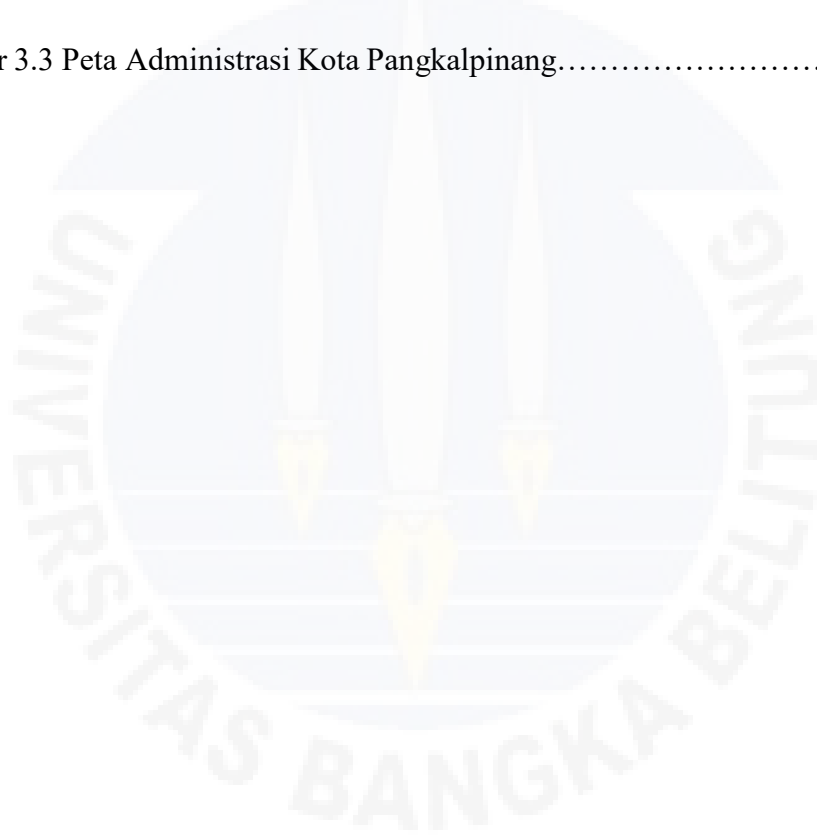 r 3.3 Peta Administrasi Kota Pangkalpinang………………………
UNIVERSITAS BANGKA BELITUNG